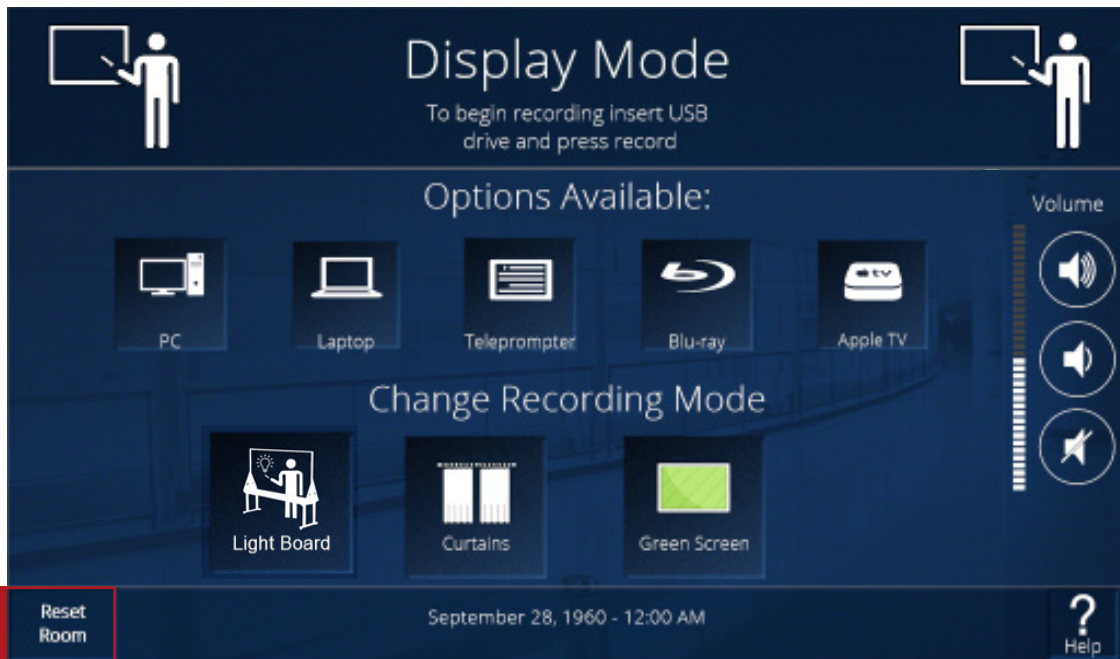 Display Mode
To begin recording insert USB
drive and press record
Options Available:
Volume
tv
PC
Laptop
Teleprompter
Blu-ray
Apple TV
Change Recording Mode
Light Board
Curtains
Green Screen
Reset
Room
September 28, 1960 - 12:00 AM
?
Help